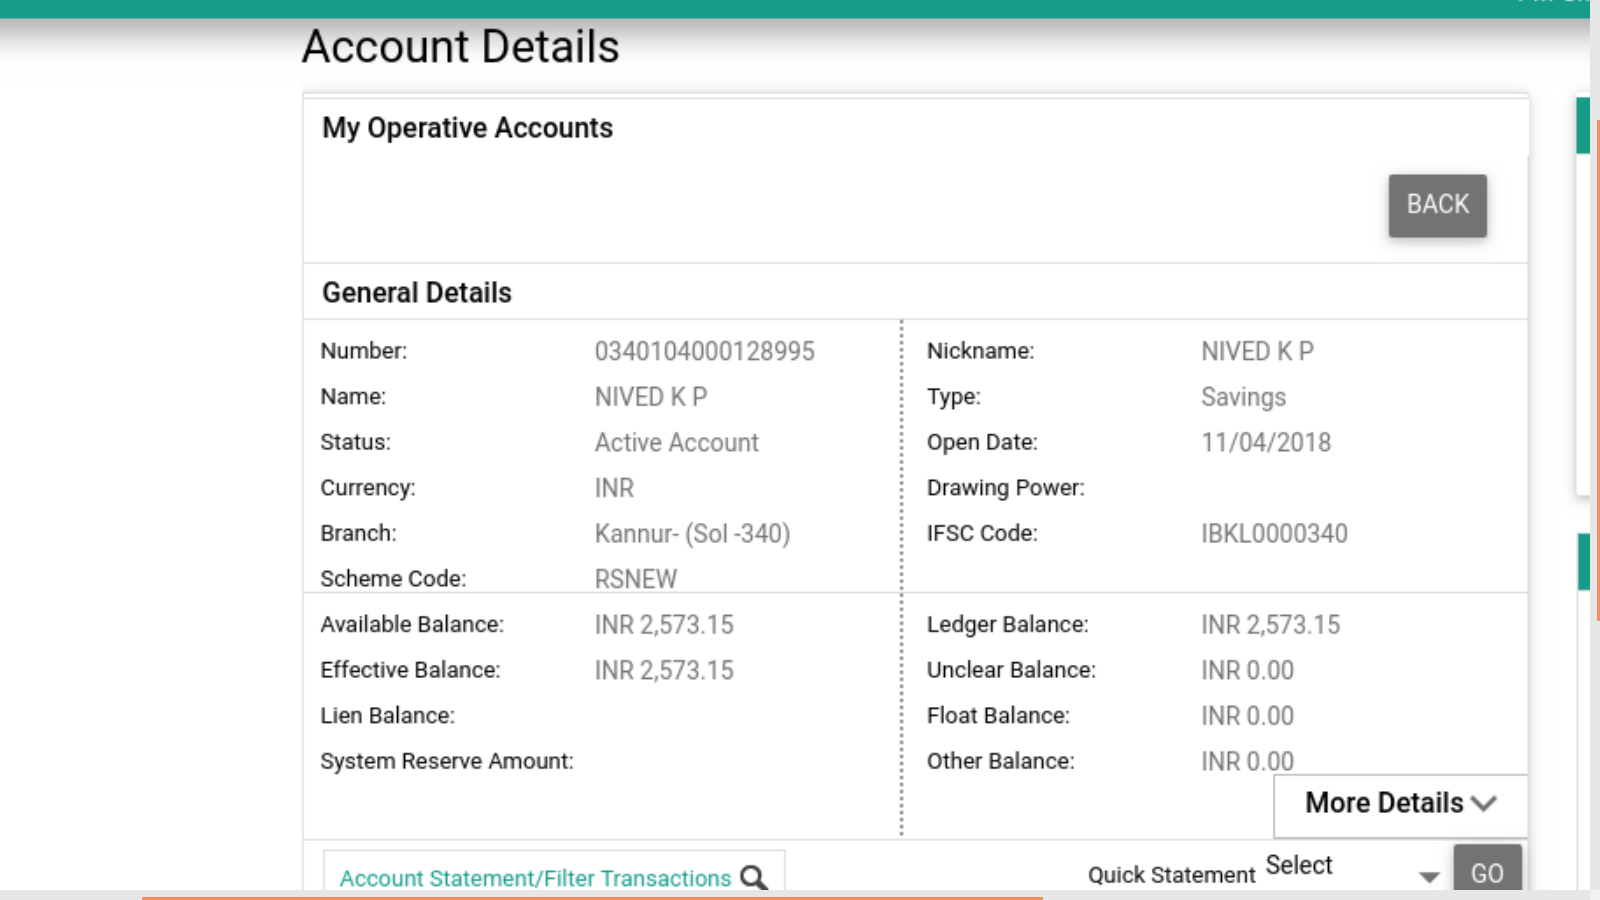 Account Details
My Operative Accounts
BACK
General Details
Number: 0340104000128995 Nickname: NIVED K P
Name: NIVED K P Type: Savings
Status: Active Account Open Date: 11/04/2018
Currency: INR Drawing Power:
Branch: Kannur- (Sol -340) IFSC Code: IBKL0000340
Scheme Code: RSNEW
Available Balance: INR 2,573.15 Ledger Balance: INR 2,573.15
Effective Balance: INR 2,573.15 Unclear Balance: INR 0.00
Lien Balance: Float Balance: INR 0.00
System Reserve Amount: Other Balance: INR 0.00
More Details
Account Statement/Filter Transactions Quick Statement Select GO